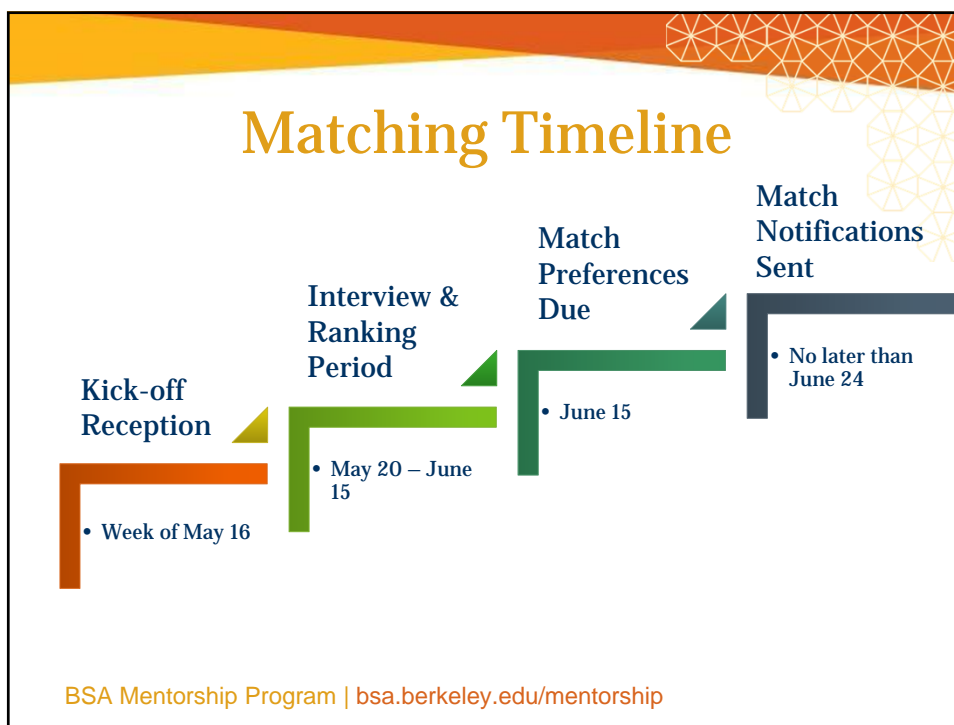 Matching Timeline
Kick-off
Reception
• Week of May 16
Interview &
Ranking
Period
• May 20 – June
15
Match
Preferences
Due
• June 15
Match
Notifications
Sent
• No later than
June 24
BSA Mentorship Program | bsa.berkeley.edu/mentorship